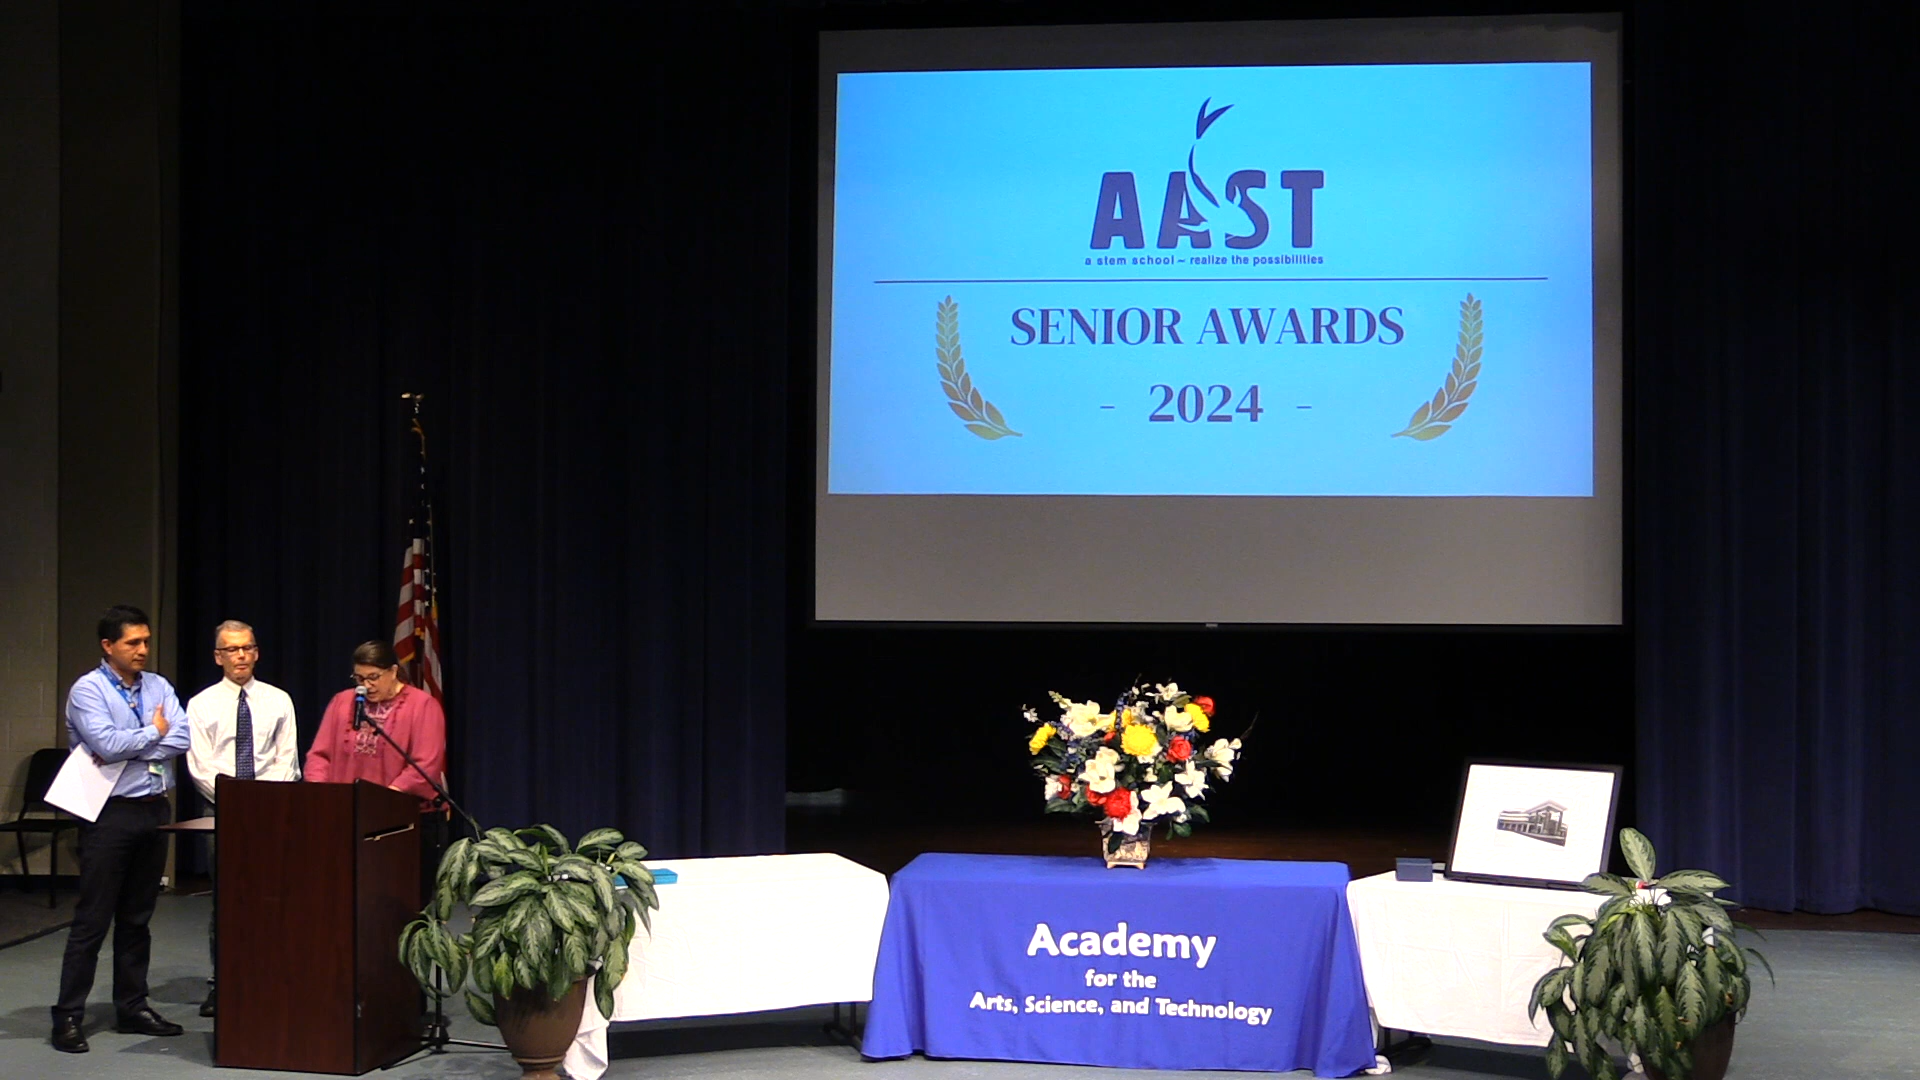 AAST
a stem school ~ realize the possibilities
SENIOR AWARDS
- 2024 -
Academy
for the
Arts, Science, and Technology